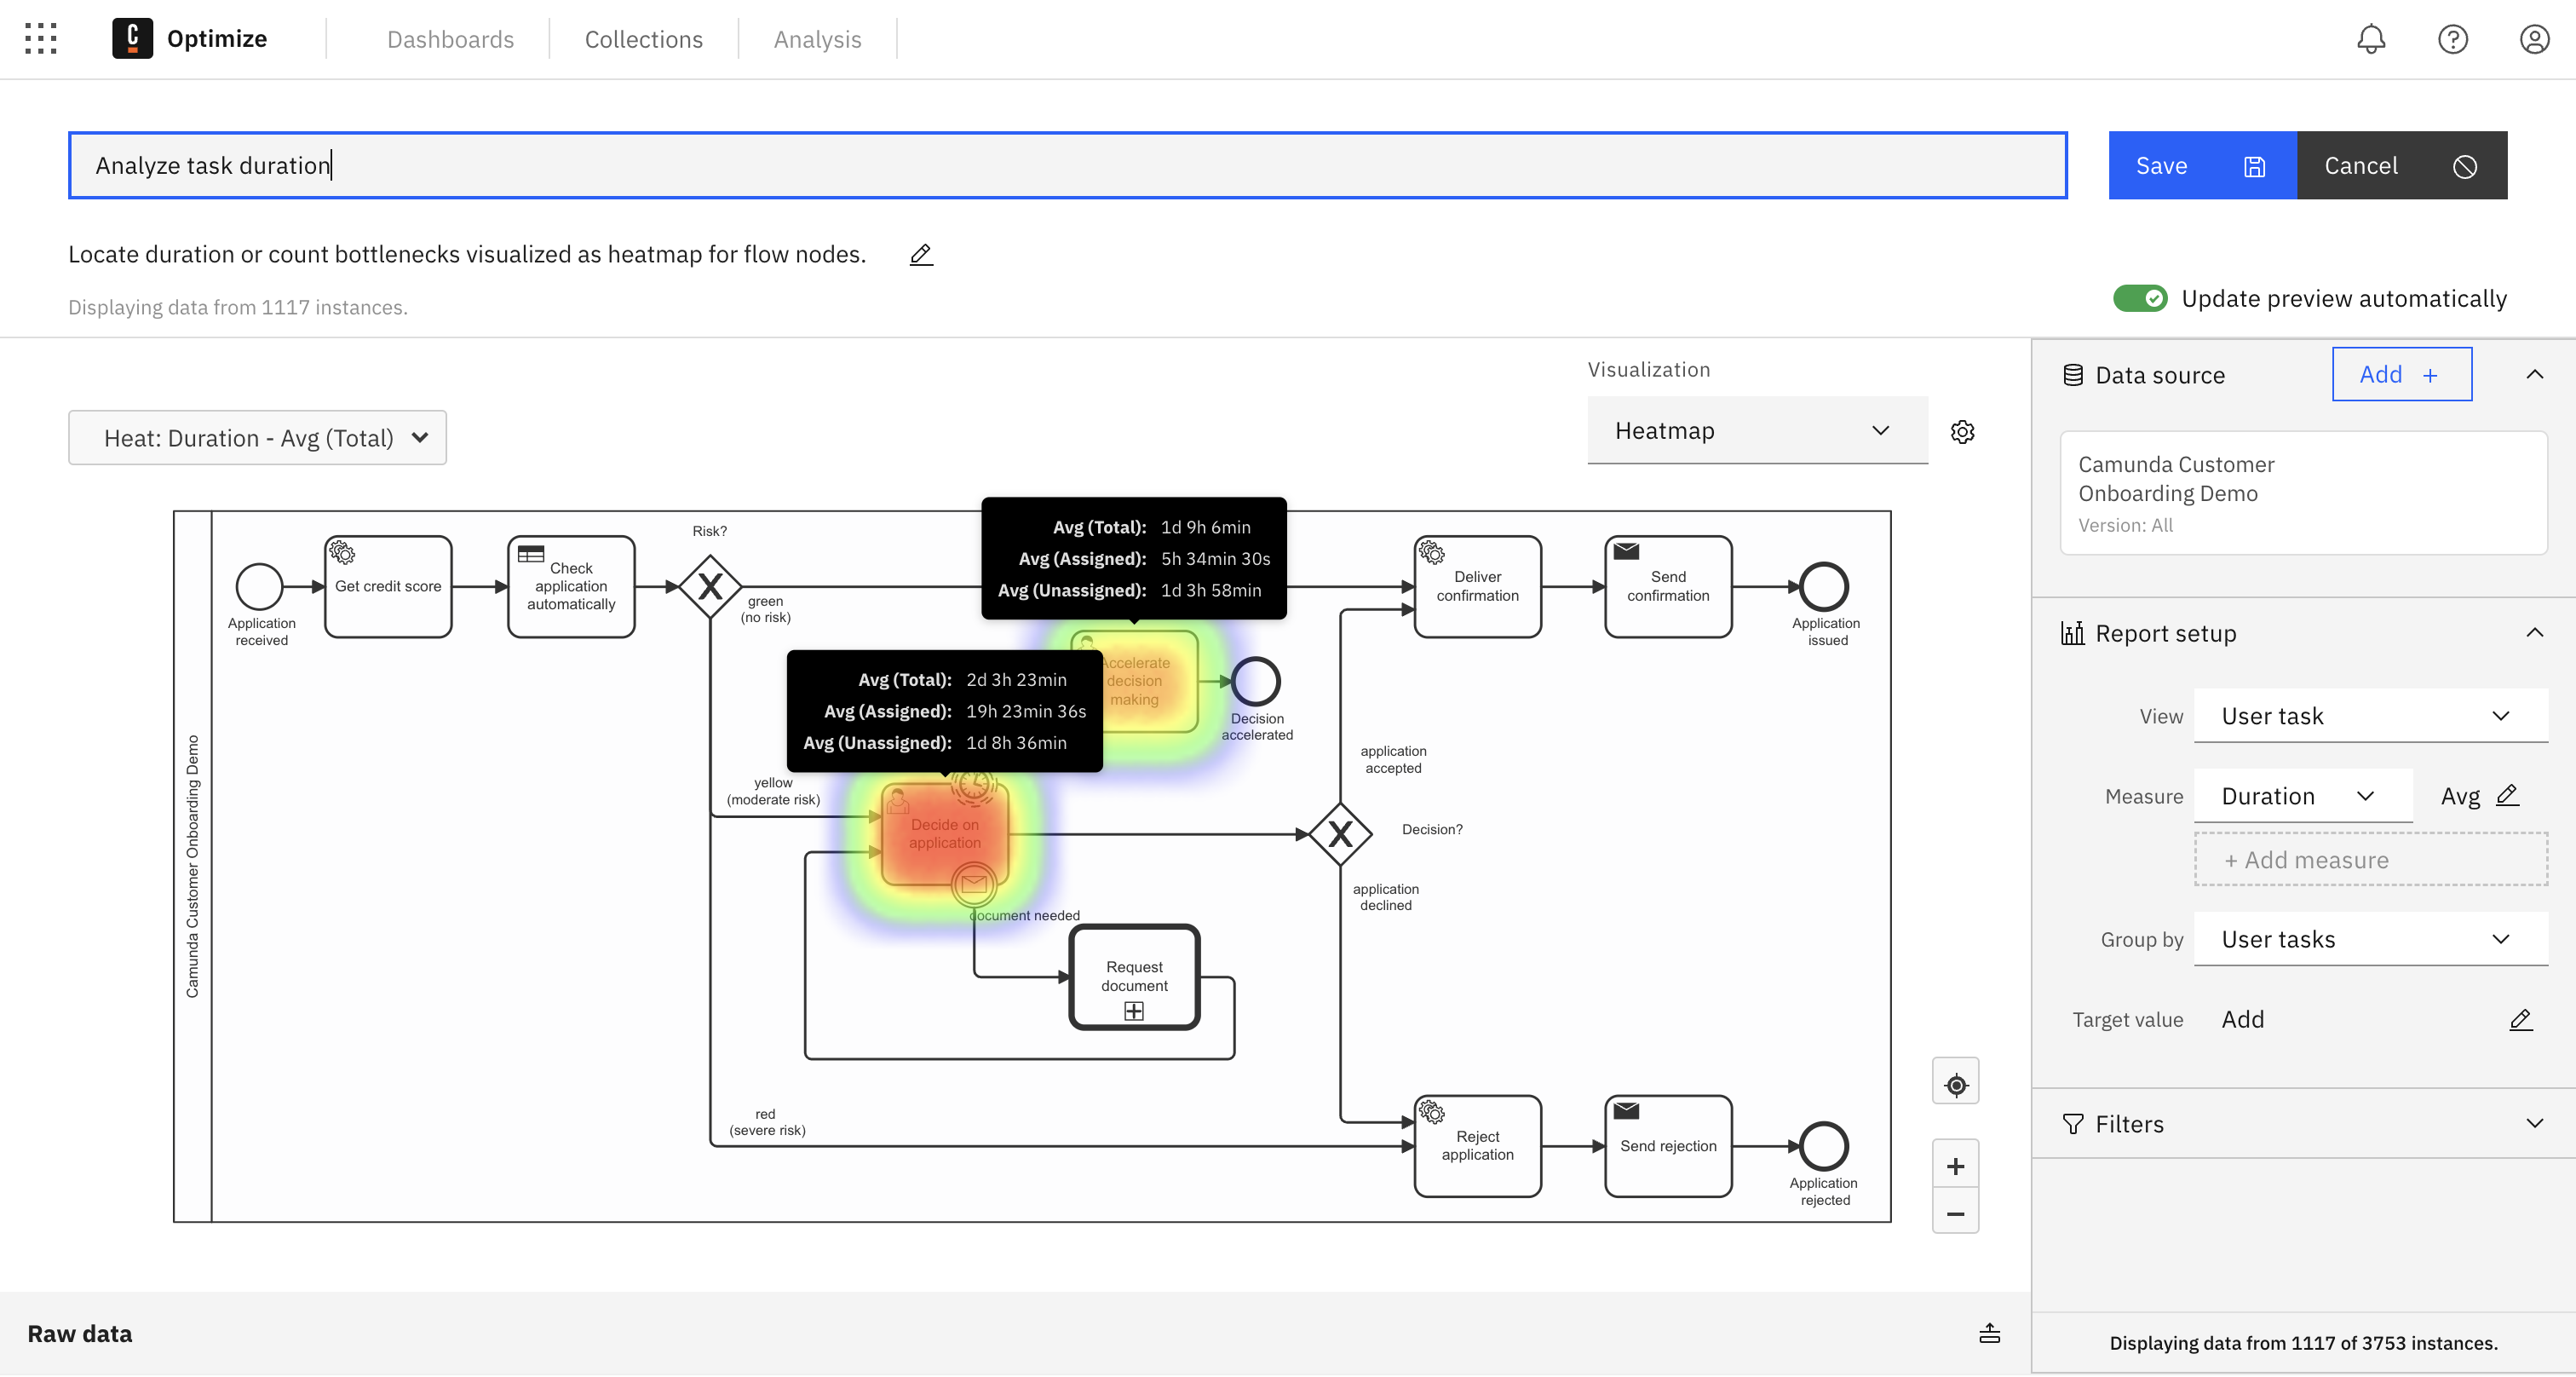 Optimize
Dashboards
Collections
Analysis
Analyze task duration
Save
Cancel
Locate duration or count bottlenecks visualized as heatmap for flow nodes.
Displaying data from 1117 instances.
Update preview automatically
Heat: Duration - Avg (Total)
Visualization
Heatmap
Camunda Customer Onboarding Demo
Application
received
Get credit score
Check
application
automatically
Risk?
green
(no risk)
Avg (Total): 1d 9h 6min
Avg (Assigned): 5h 34min 30s
Avg (Unassigned): 1d 3h 58min
Accelerate
decision
making
Decision
accelerated
Avg (Total): 2d 3h 23min
Avg (Assigned): 19h 23min 36s
Avg (Unassigned): 1d 8h 36min
yellow
(moderate risk)
Decide on
application
document needed
Request
document
red
(severe risk)
Deliver
confirmation
Send
confirmation
Application
issued
application
accepted
Decision?
application
declined
Reject
application
Send rejection
Application
rejected
Raw data
Data source
Add +
Camunda Customer
Onboarding Demo
Version: All
Report setup
View
User task
Measure
Duration
Avg
+ Add measure
Group by
User tasks
Target value
Add
Filters
Displaying data from 1117 of 3753 instances.